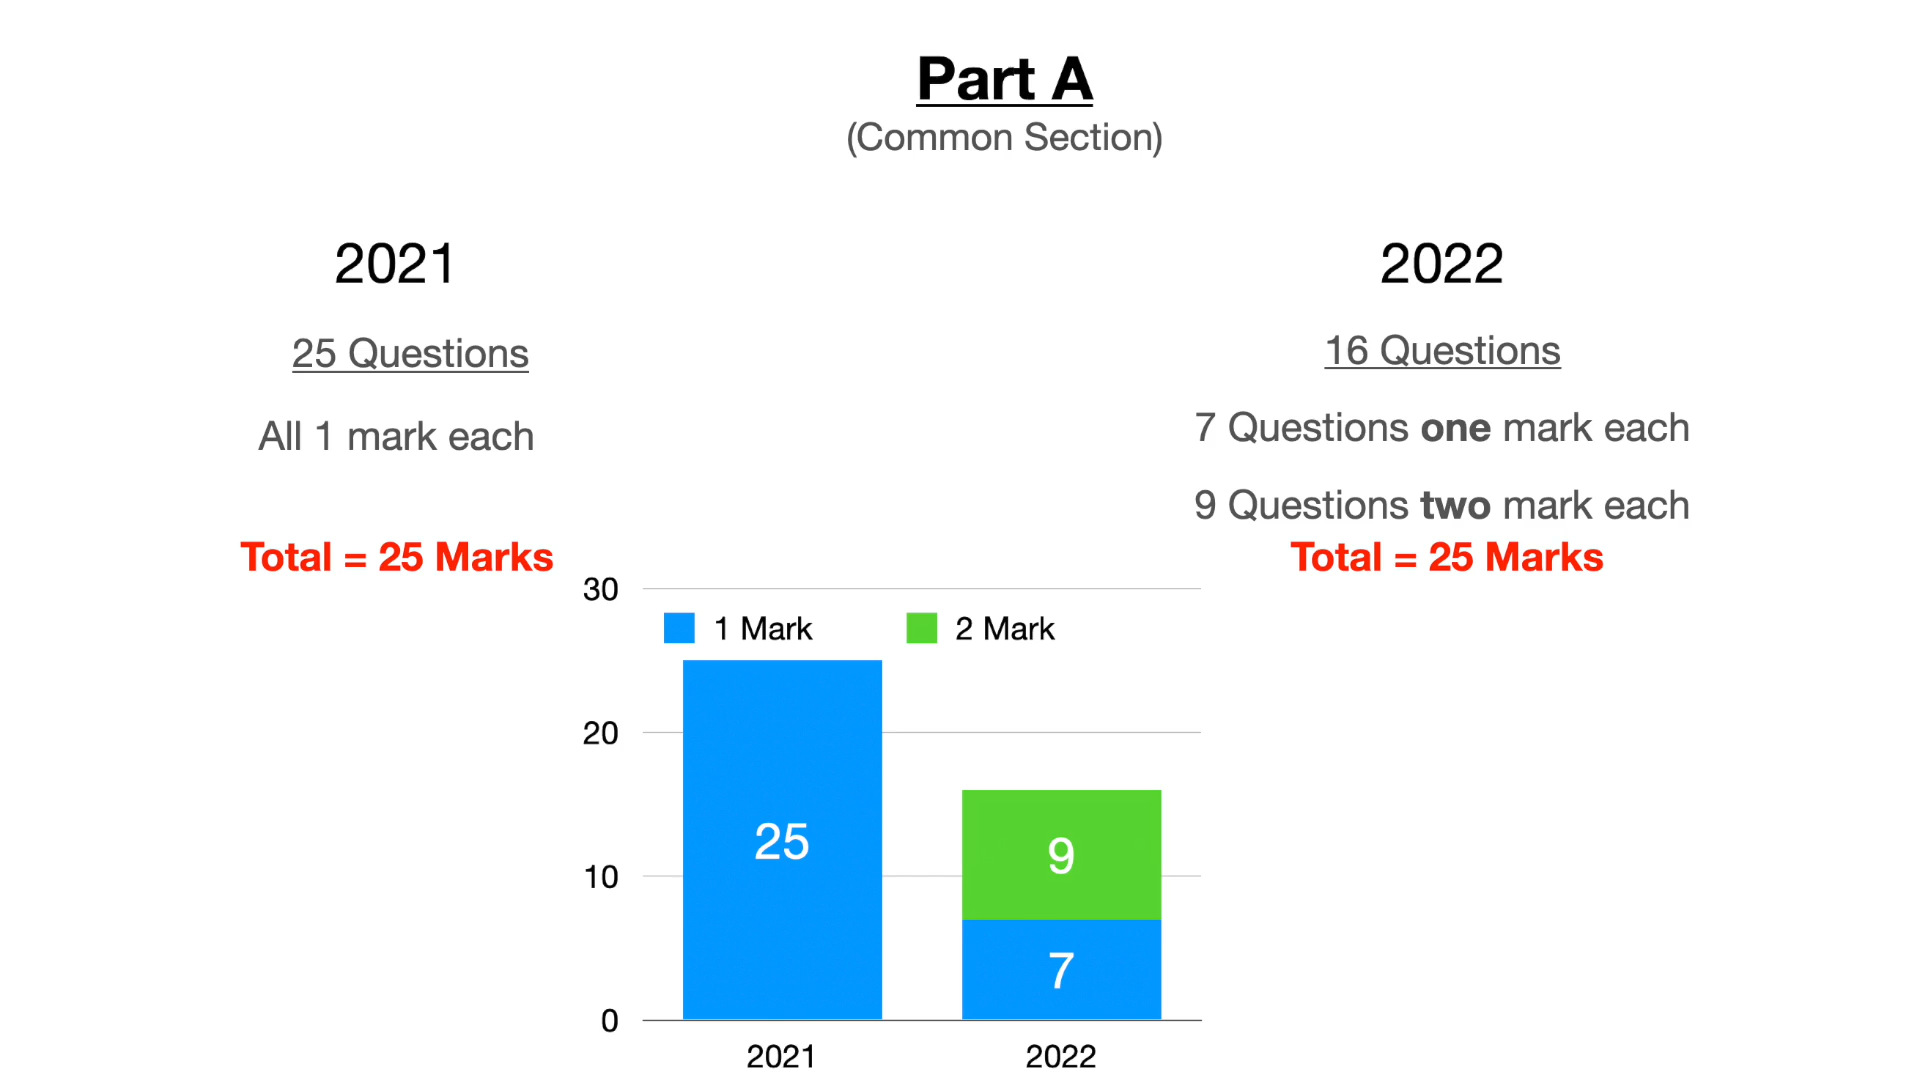 Part A
(Common Section)
2021
25 Questions
All 1 mark each
Total = 25 Marks
2022
16 Questions
7 Questions one mark each
9 Questions two mark each
Total = 25 Marks
30
1 Mark
2 Mark
20
25
9
10
7
0
2021
2022